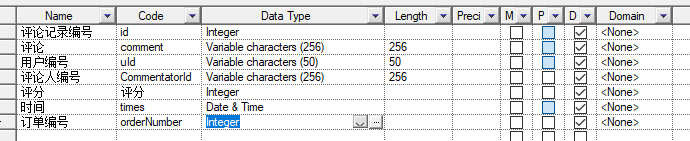 Name Code Data Type Length Preci M P D Domain
评论记录编号 id Integer <None>
评论 comment Variable characters (256) 256 <None>
用户编号 uId Variable characters (50) 50 <None>
评论人编号 CommentatorId Variable characters (256) 256 <None>
评分 评分 Integer <None>
时间 times Date & Time <None>
订单编号 orderNumber Integer ... <None>